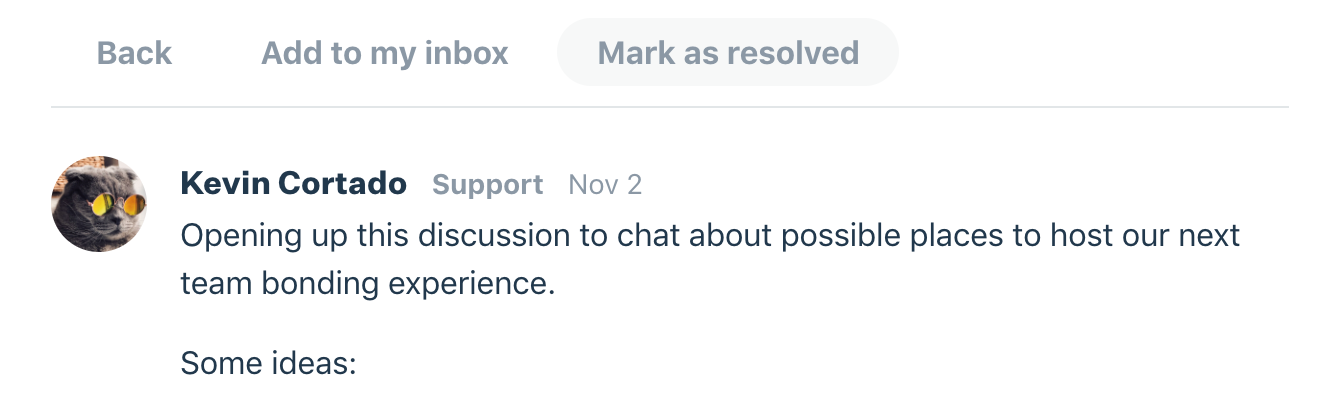 Back Add to my inbox Mark as resolved
Kevin Cortado Support Nov 2
Opening up this discussion to chat about possible places to host our next
team bonding experience.
Some ideas: